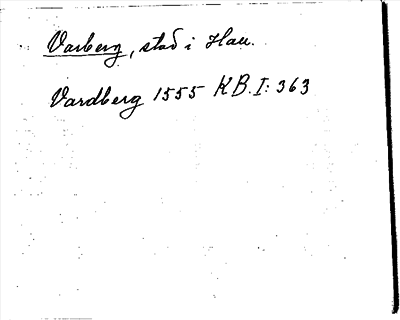 Varberg, stad i Hall.
Vardberg 1555 KB. I: 363